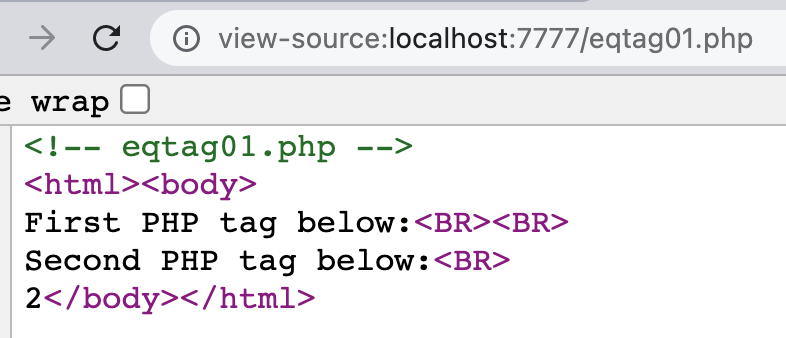 view-source:localhost:7777/eqtag01.php
e wrap
<!-- eqtag01.php -->
<html><body>
First PHP tag below:<BR><BR>
Second PHP tag below:<BR>
2</body></html>